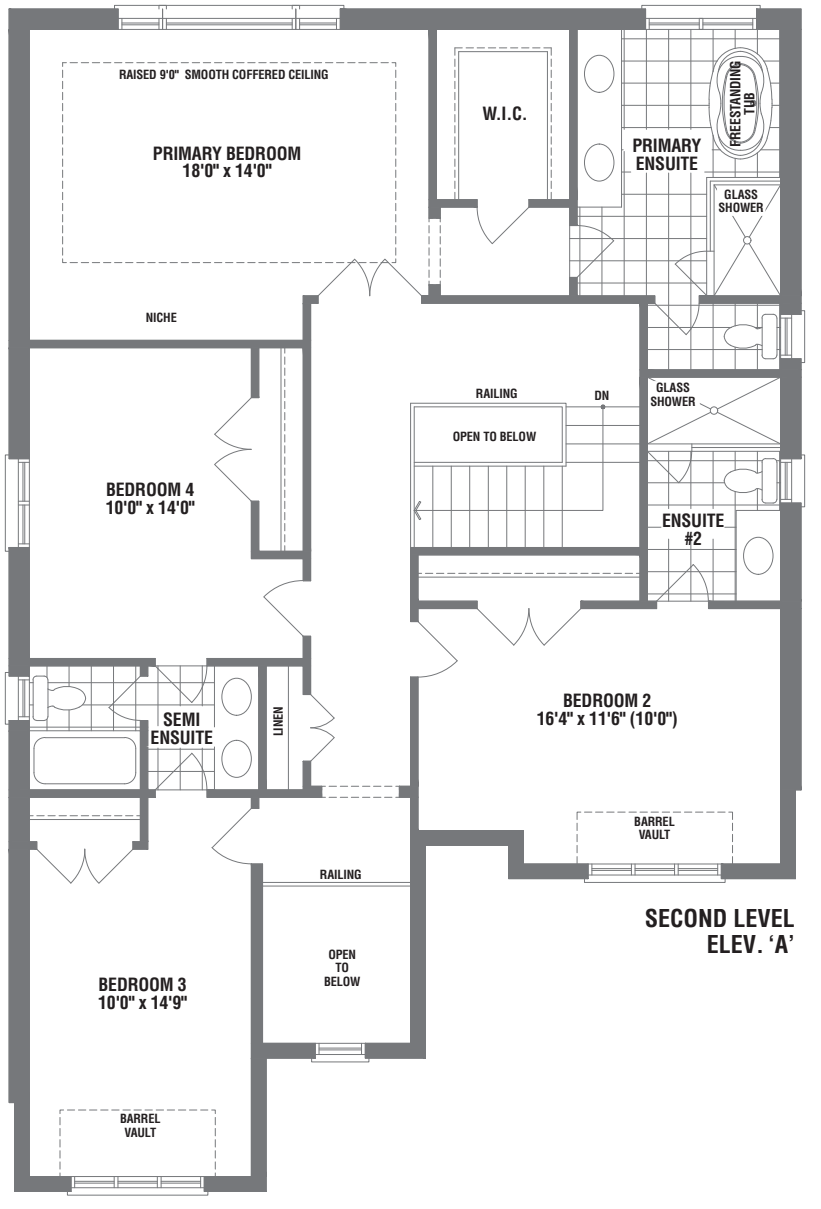 RAISED 9'0" SMOOTH COFFERED CEILING
PRIMARY BEDROOM
18'0" x 14'0"
W.I.C.
FREESTANDING
TUB
PRIMARY
ENSUITE
GLASS
SHOWER
NICHE
GLASS
SHOWER
RAILING
DN
OPEN TO BELOW
BEDROOM 4
10'0" x 14'0"
ENSUITE
#2
SEMI
ENSUITE
LINEN
BEDROOM 2
16'4" x 11'6" (10'0")
BARREL
VAULT
RAILING
SECOND LEVEL
ELEV. ‘A’
OPEN
TO
BELOW
BEDROOM 3
10'0" x 14'9"
BARREL
VAULT